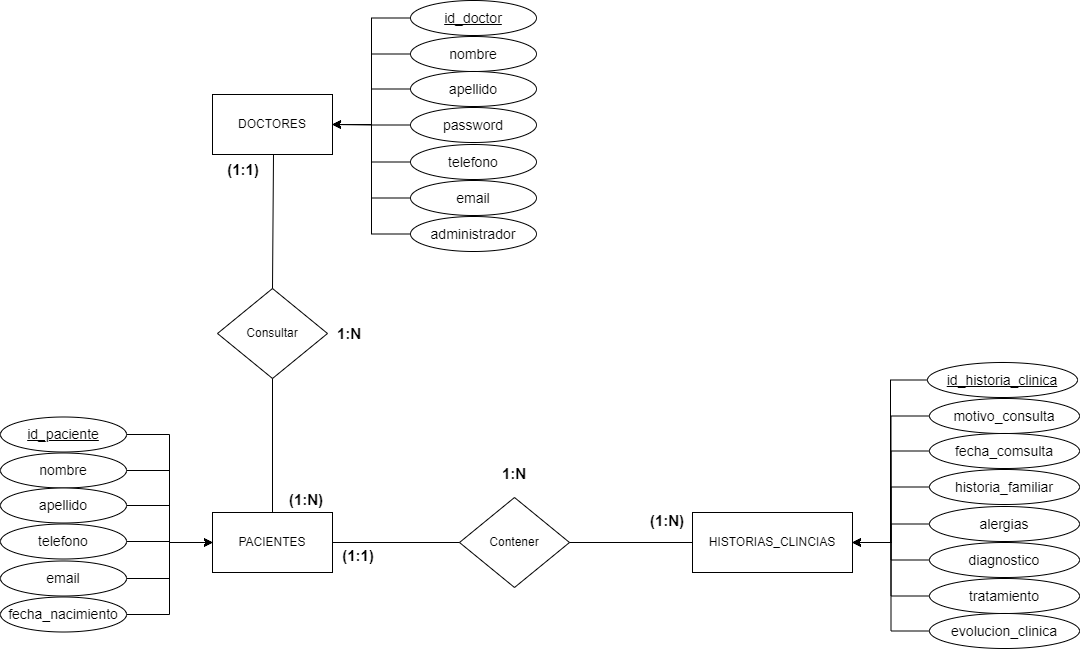 id_doctor
nombre
apellido
password
telefono
email
administrador
DOCTORES
(1:1)
Consultar
1:N
id_paciente
nombre
apellido
telefono
email
fecha_nacimiento
(1:N)
PACIENTES
(1:1)
1:N
Contener
(1:N)
HISTORIAS_CLINCIAS
id_historia_clinica
motivo_consulta
fecha_comsulta
historia_familiar
alergias
diagnostico
tratamiento
evolucion_clinica